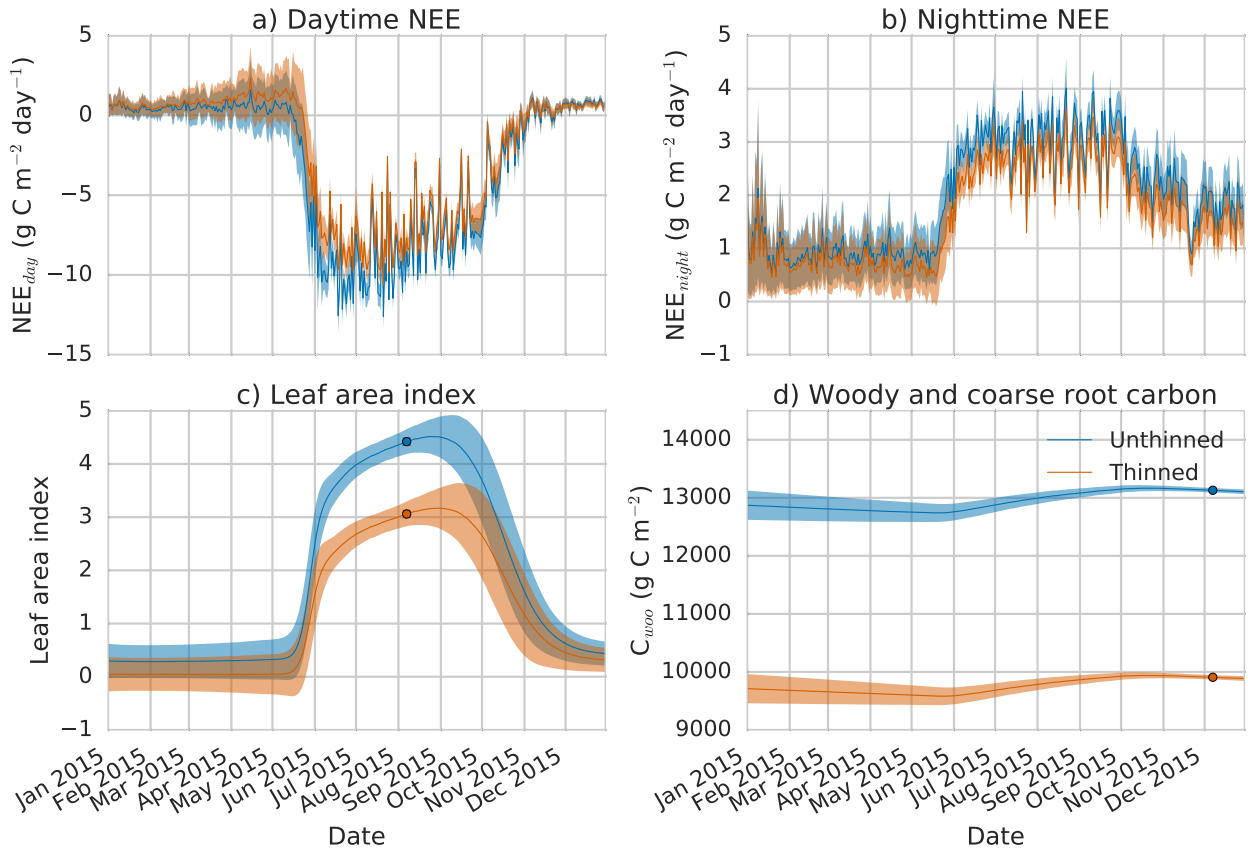 a) Daytime NEE
5
0
−5
−10
−15
NEE_day (g C m⁻² day⁻¹)
b) Nighttime NEE
5
4
3
2
1
0
−1
NEE_night (g C m⁻² day⁻¹)
c) Leaf area index
5
4
3
2
1
0
−1
Leaf area index
Jan 2015
Feb 2015
Mar 2015
Apr 2015
May 2015
Jun 2015
Jul 2015
Aug 2015
Sep 2015
Oct 2015
Nov 2015
Dec 2015
Date
d) Woody and coarse root carbon
Unthinned
Thinned
14000
13000
12000
11000
10000
9000
C_woo (g C m⁻²)
Jan 2015
Feb 2015
Mar 2015
Apr 2015
May 2015
Jun 2015
Jul 2015
Aug 2015
Sep 2015
Oct 2015
Nov 2015
Dec 2015
Date